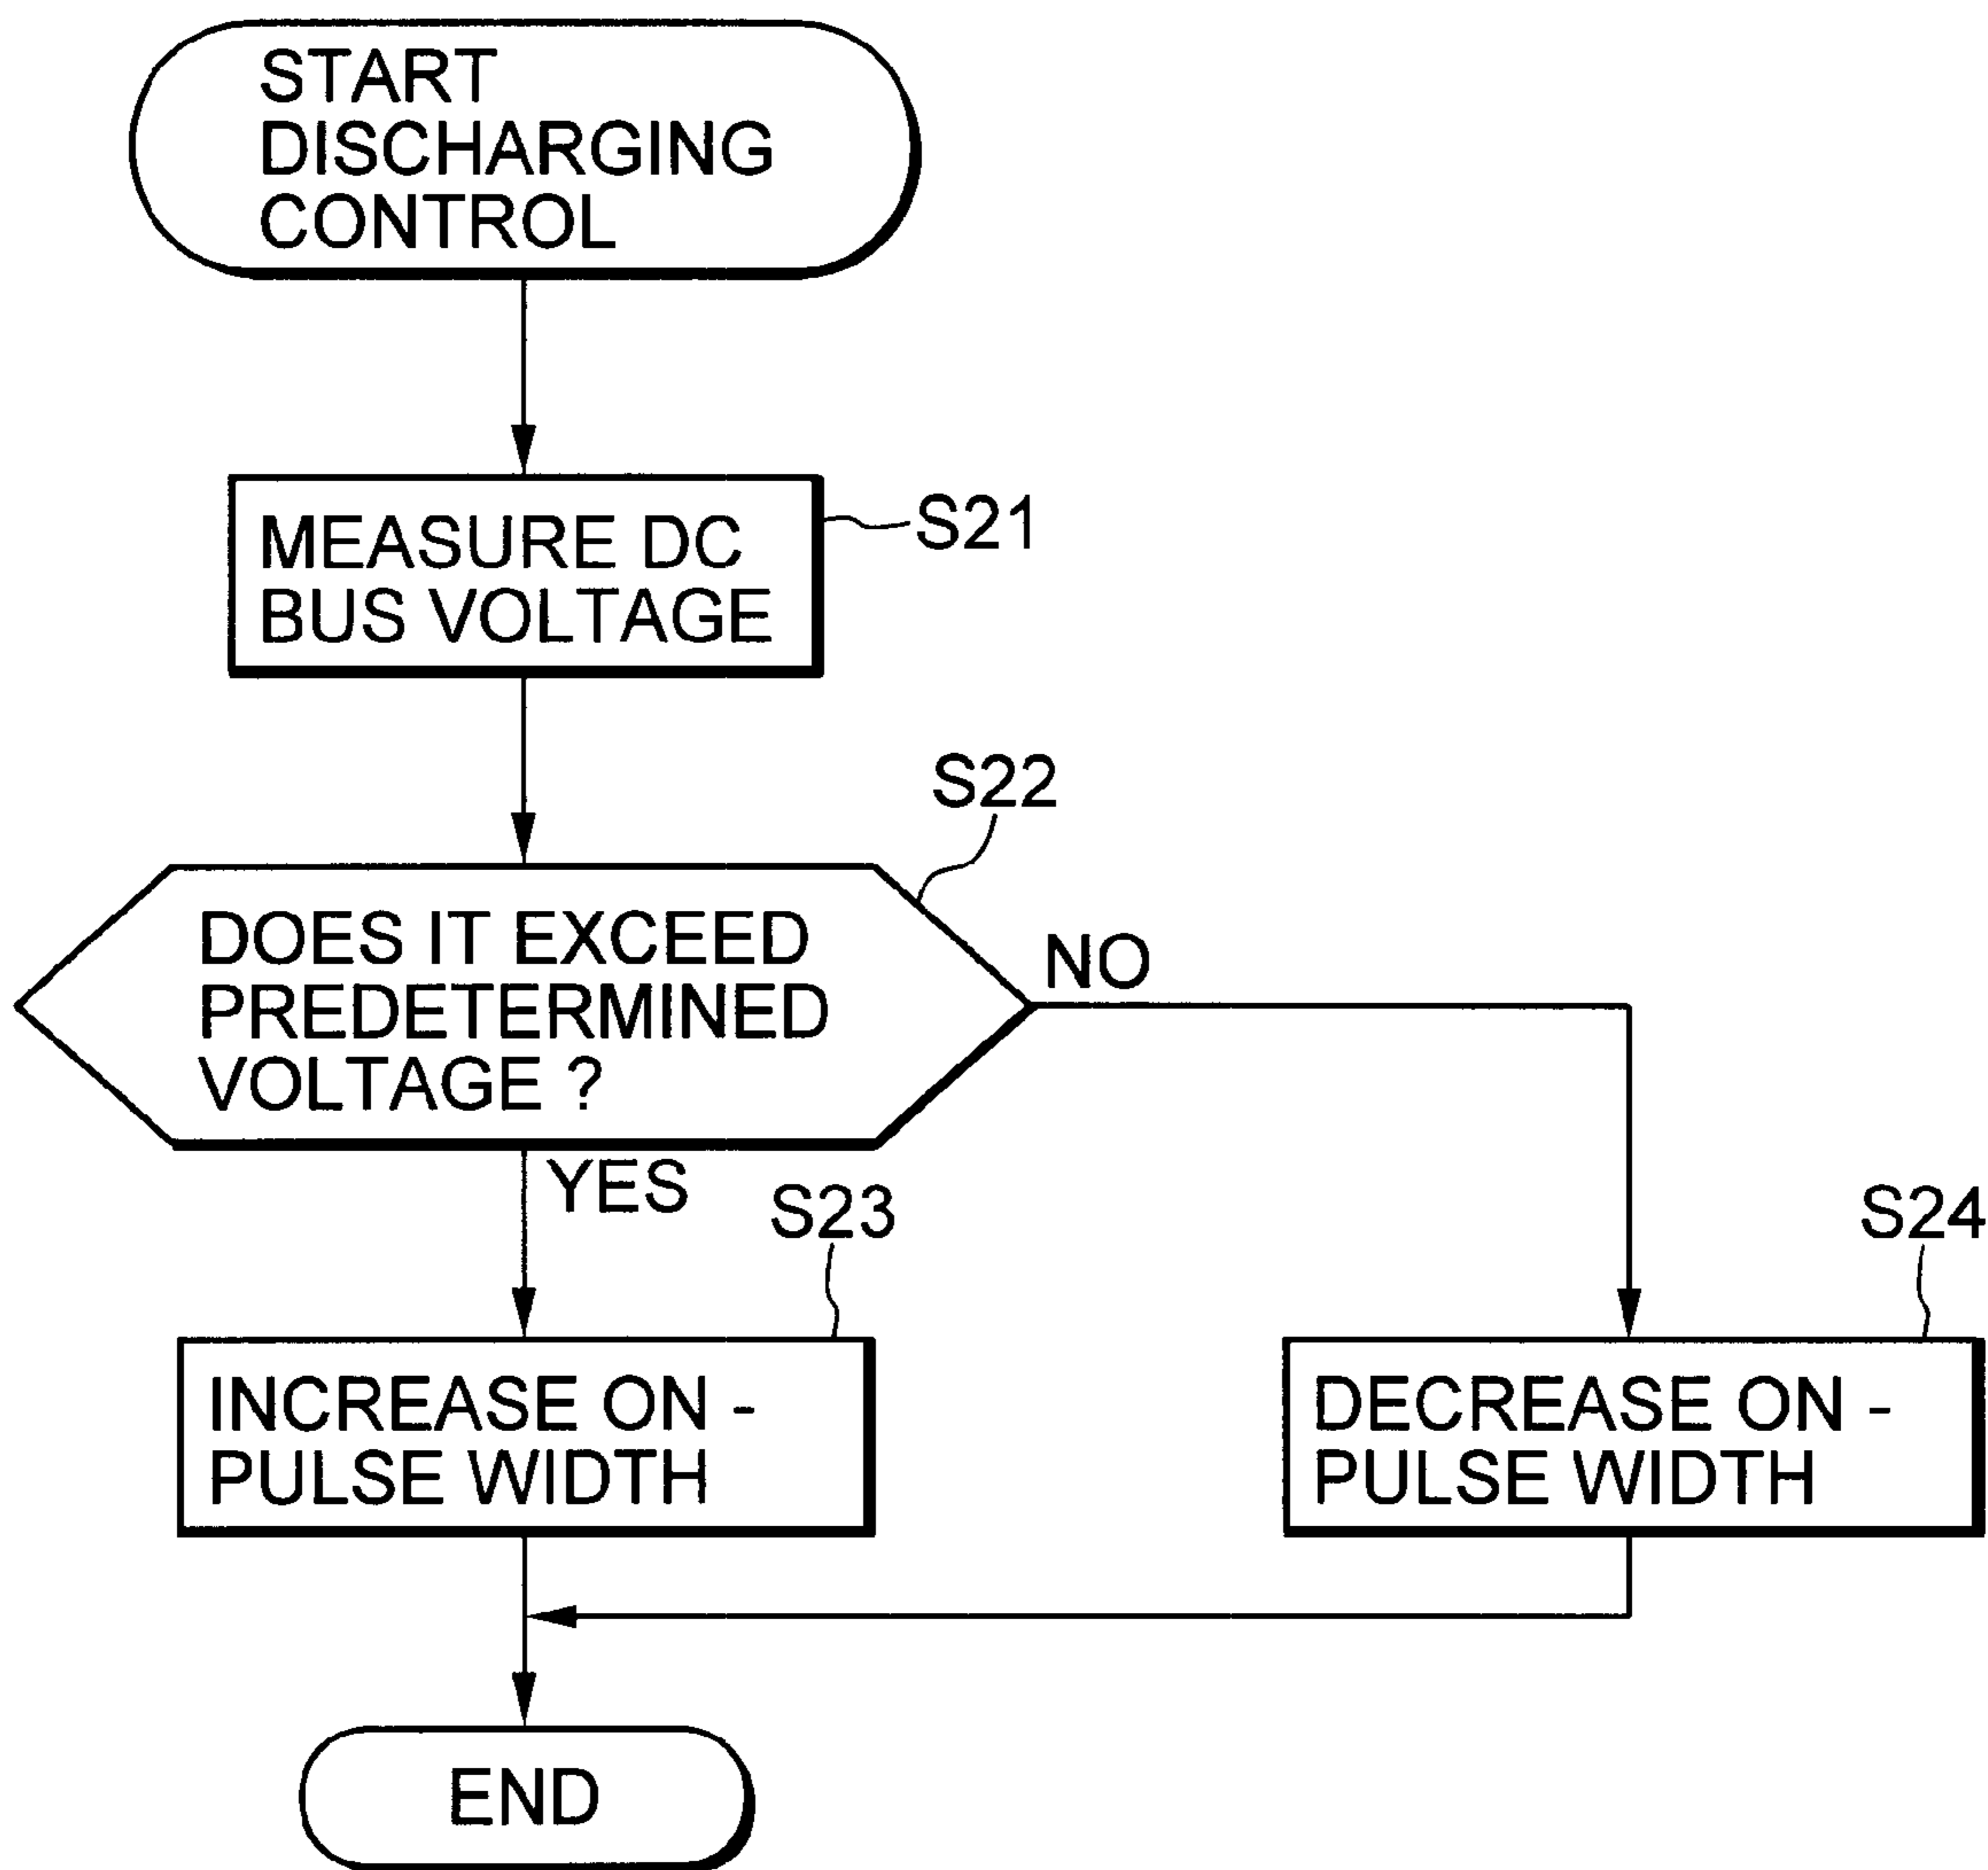 START
DISCHARGING
CONTROL
MEASURE DC
BUS VOLTAGE
S21
S22
DOES IT EXCEED
PREDETERMINED
VOLTAGE ?
NO
YES
S23
S24
INCREASE ON -
PULSE WIDTH
DECREASE ON -
PULSE WIDTH
END